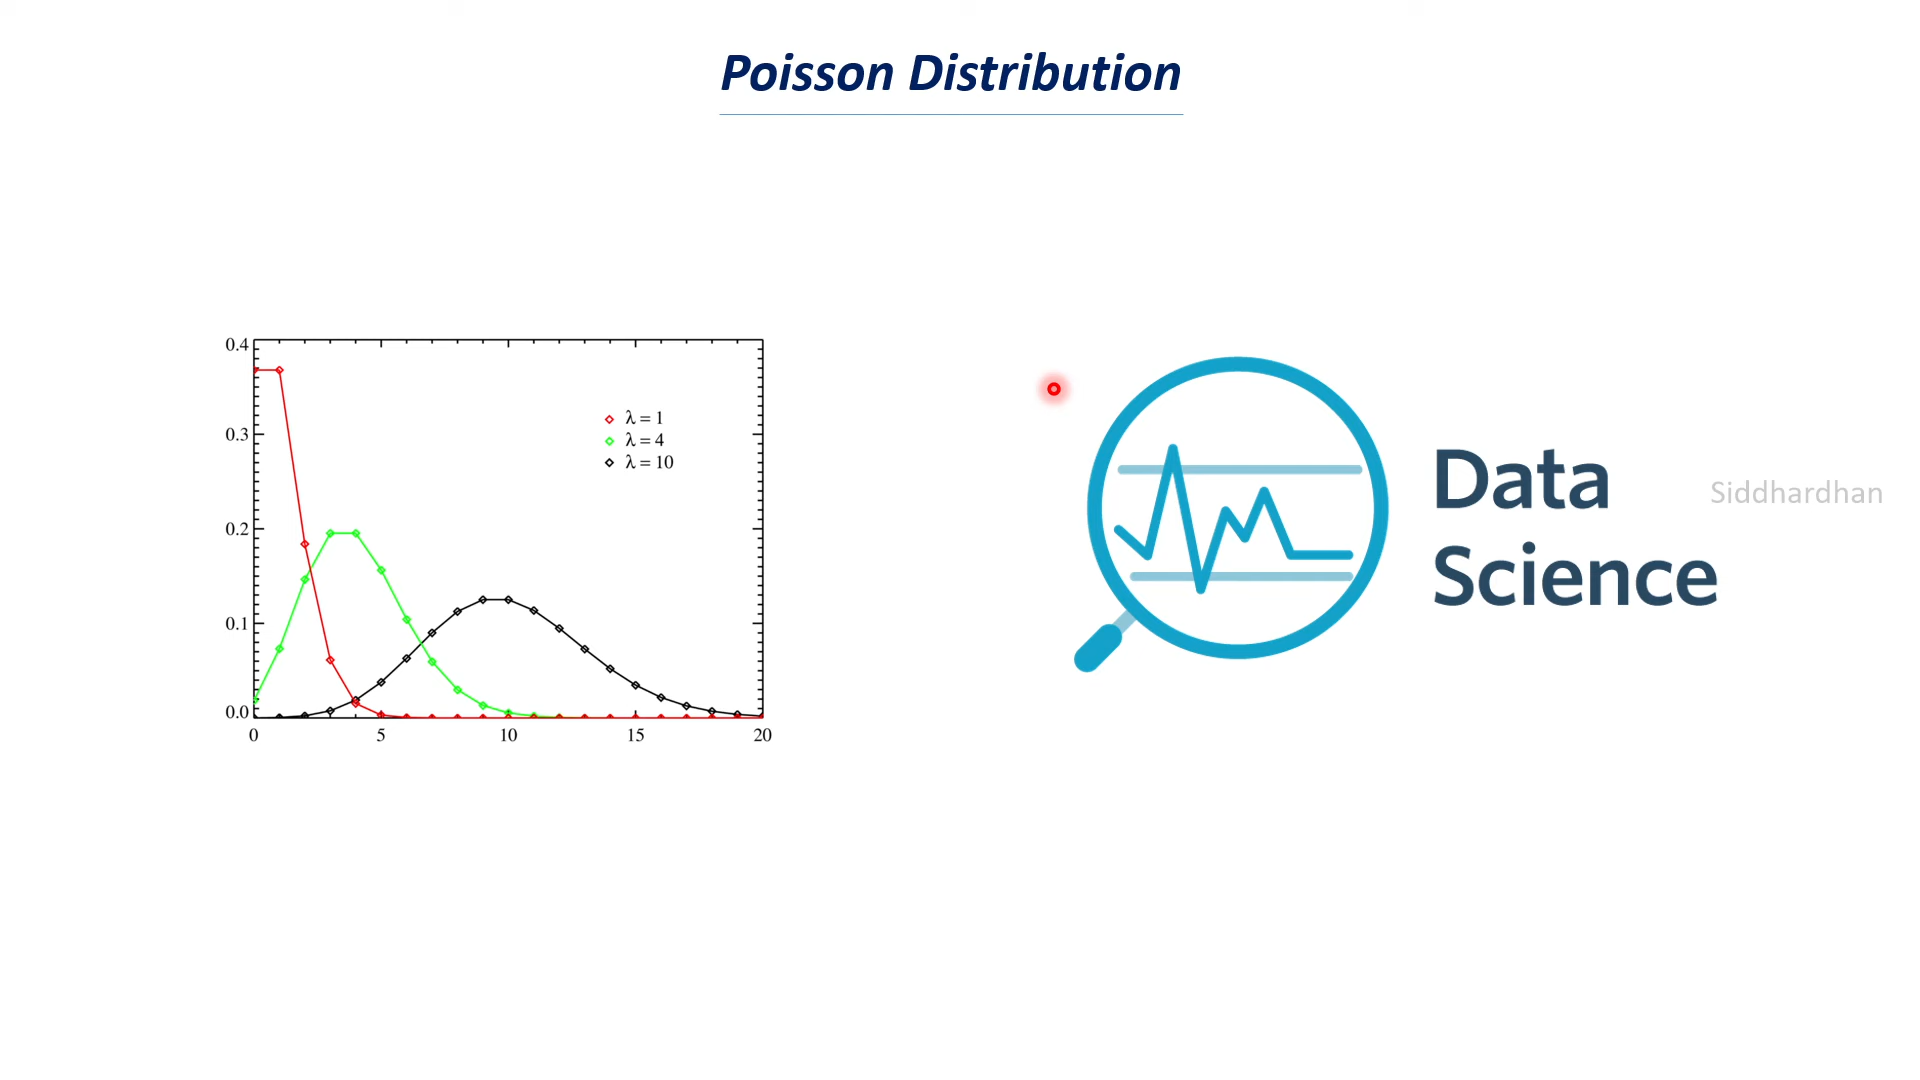 Poisson Distribution
0.4
0.3
0.2
0.1
0.0
0
5
10
15
20
λ = 1
λ = 4
λ = 10
Data
Science
Siddhardhan